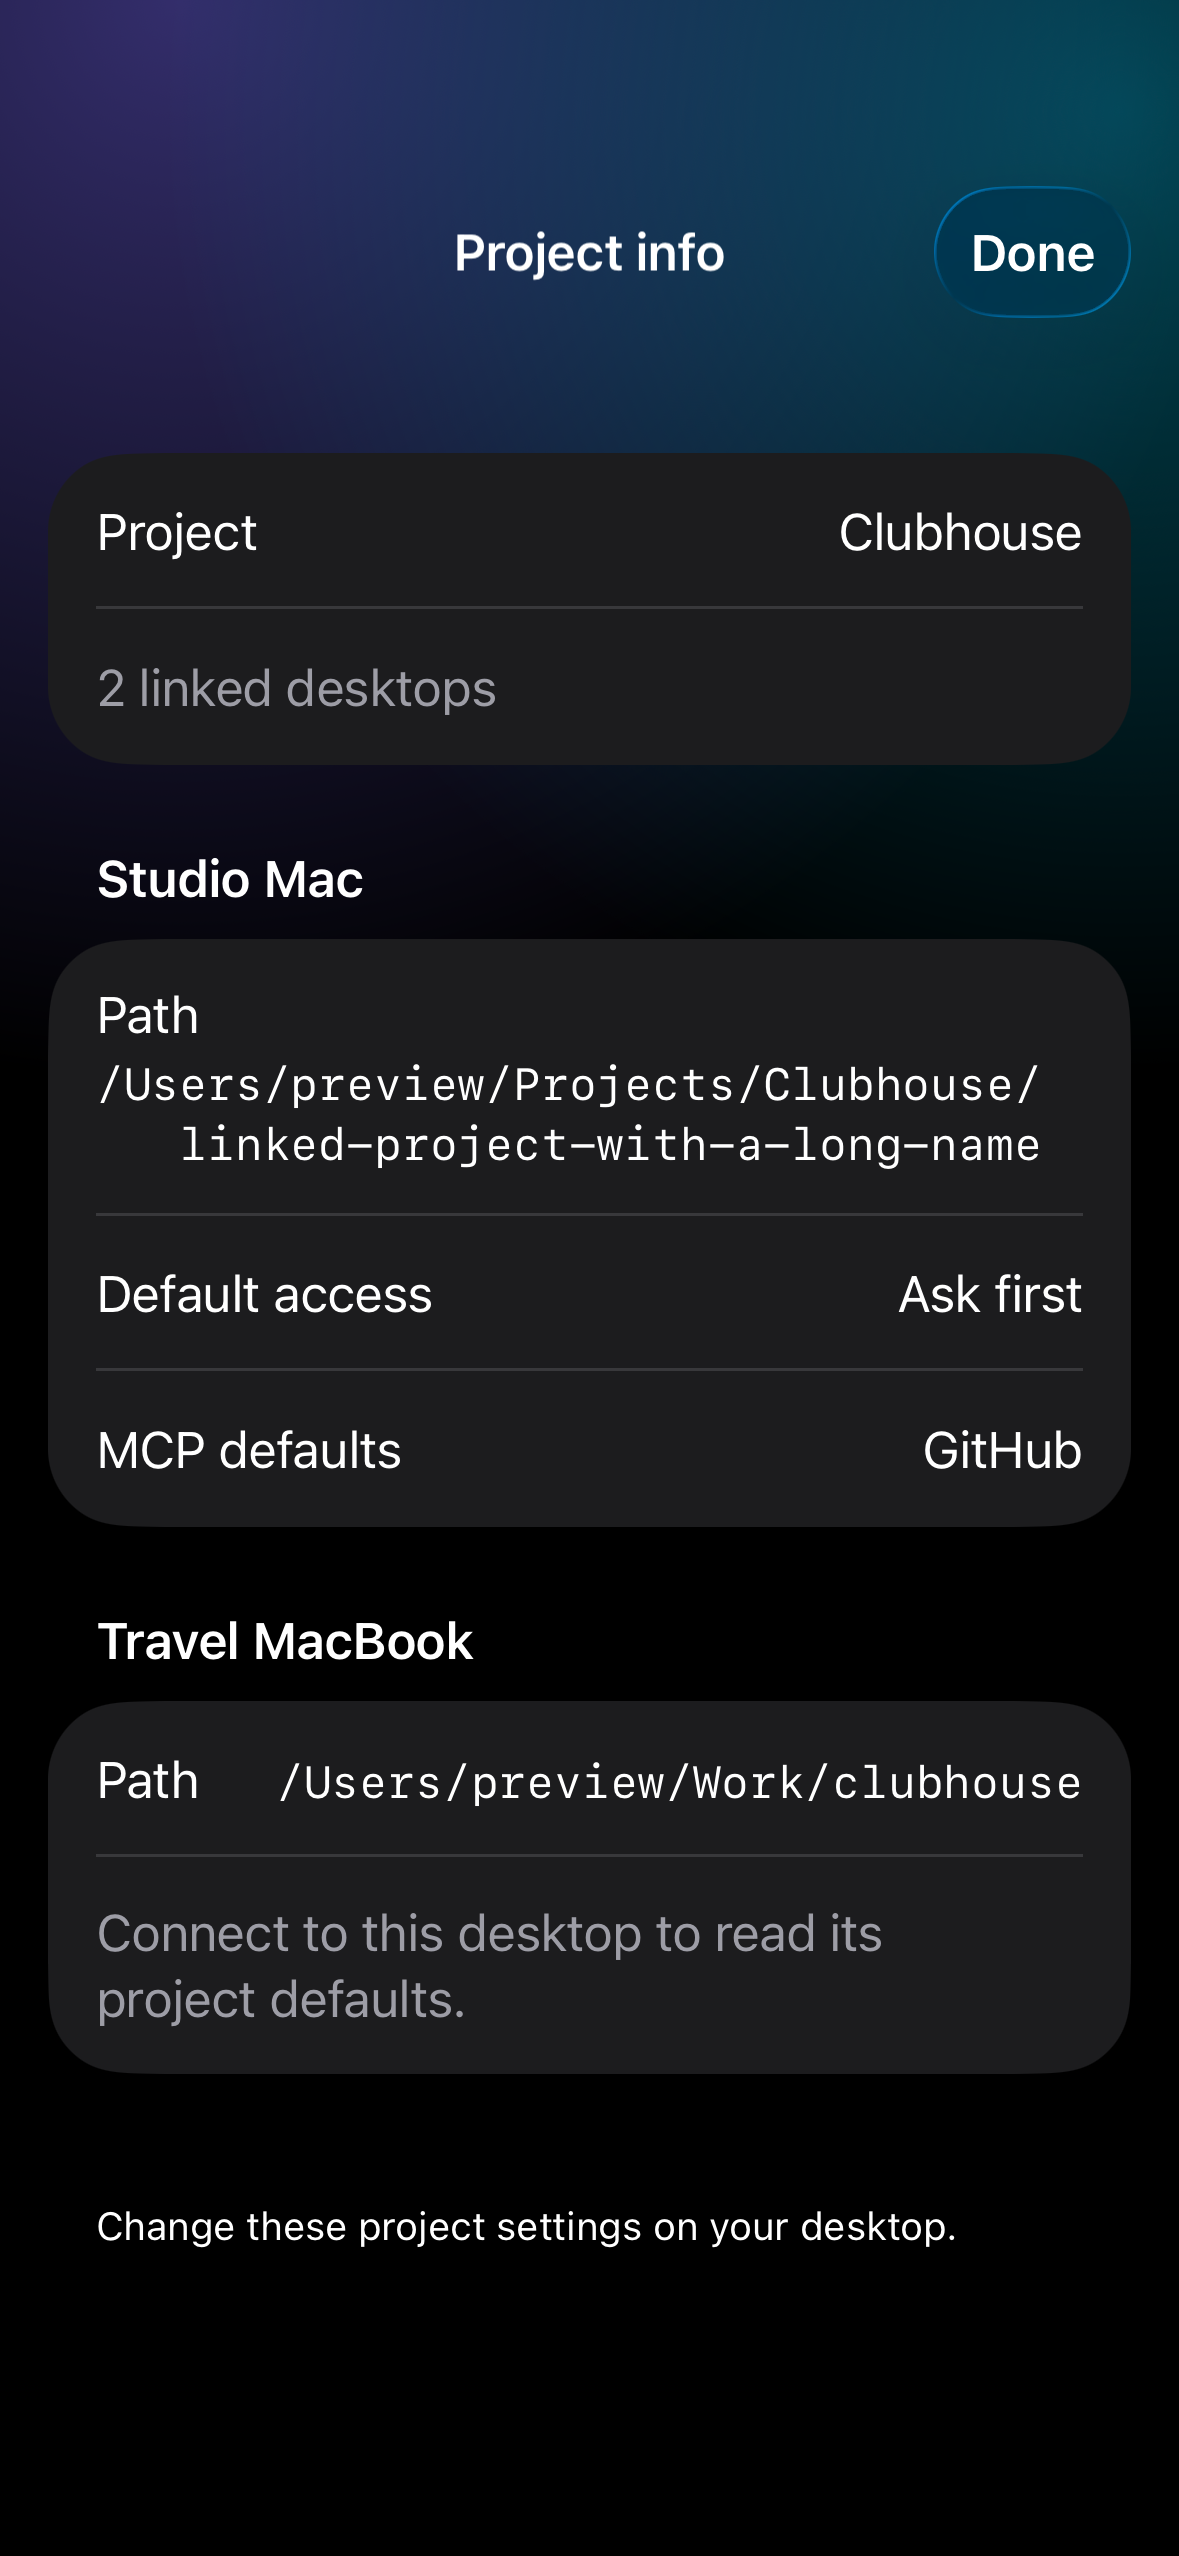 Project info
Done
Project
Clubhouse
2 linked desktops
Studio Mac
Path
/Users/preview/Projects/Clubhouse/
linked-project-with-a-long-name
Default access
Ask first
MCP defaults
GitHub
Travel MacBook
Path
/Users/preview/Work/clubhouse
Connect to this desktop to read its
project defaults.
Change these project settings on your desktop.